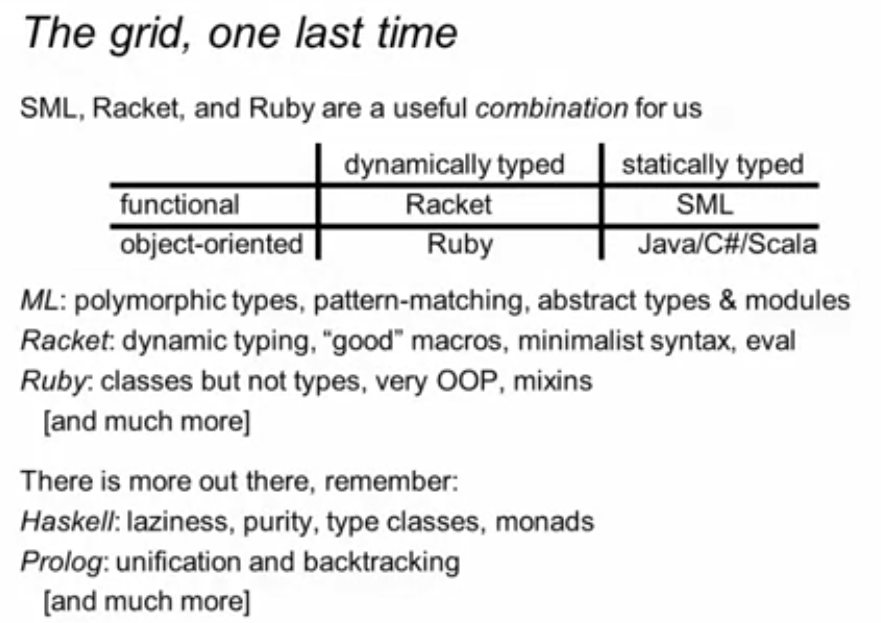 The grid, one last time
SML, Racket, and Ruby are a useful combination for us
dynamically typed statically typed
functional Racket SML
object-oriented Ruby Java/C#/Scala
ML: polymorphic types, pattern-matching, abstract types & modules
Racket: dynamic typing, “good” macros, minimalist syntax, eval
Ruby: classes but not types, very OOP, mixins
[and much more]
There is more out there, remember:
Haskell: laziness, purity, type classes, monads
Prolog: unification and backtracking
[and much more]